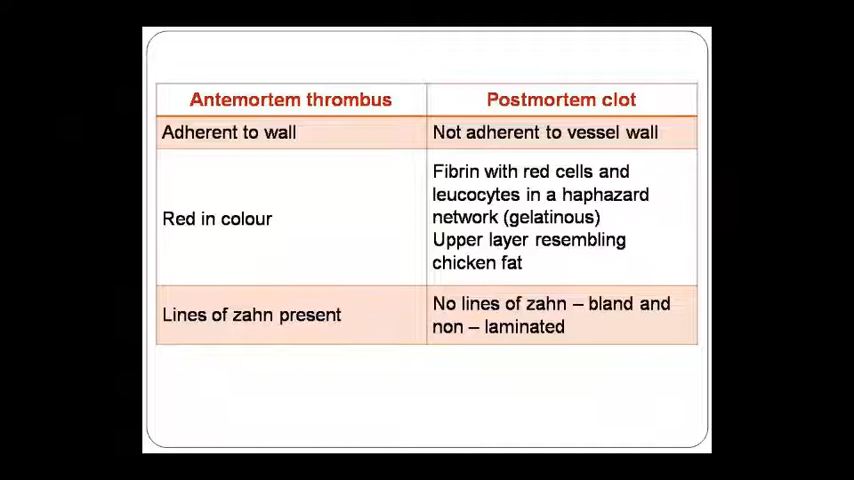 Antemortem thrombus
Postmortem clot
Adherent to wall
Not adherent to vessel wall
Red in colour
Fibrin with red cells and
leucocytes in a haphazard
network (gelatinous)
Upper layer resembling
chicken fat
Lines of zahn present
No lines of zahn – bland and
non – laminated